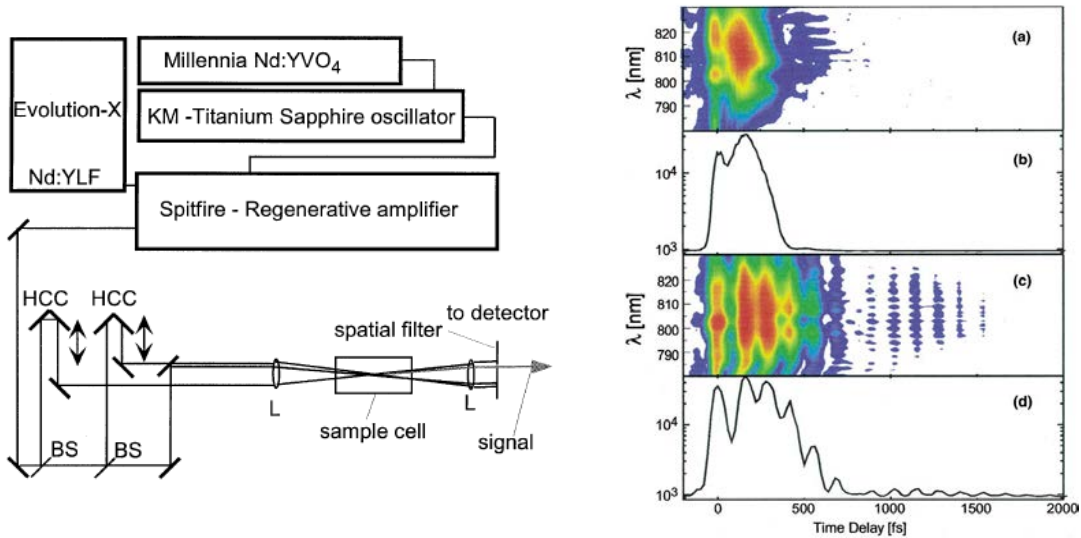 Millennia Nd:YVO4
Evolution-X
KM -Titanium Sapphire oscillator
Nd:YLF
Spitfire - Regenerative amplifier
HCC HCC
to detector
spatial filter
L
L
sample cell
signal
BS BS
(a)
820
810
800
790
λ [nm]
(b)
10^4
10^3
(c)
820
810
800
790
λ [nm]
(d)
10^4
10^3
0 500 1000 1500 2000
Time Delay [fs]